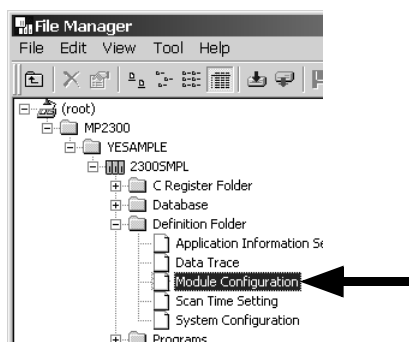 File Manager
File Edit View Tool Help
(root)
MP2300
YESAMPLE
2300SMPL
C Register Folder
Database
Definition Folder
Application Information Se
Data Trace
Module Configuration
Scan Time Setting
System Configuration
Programs